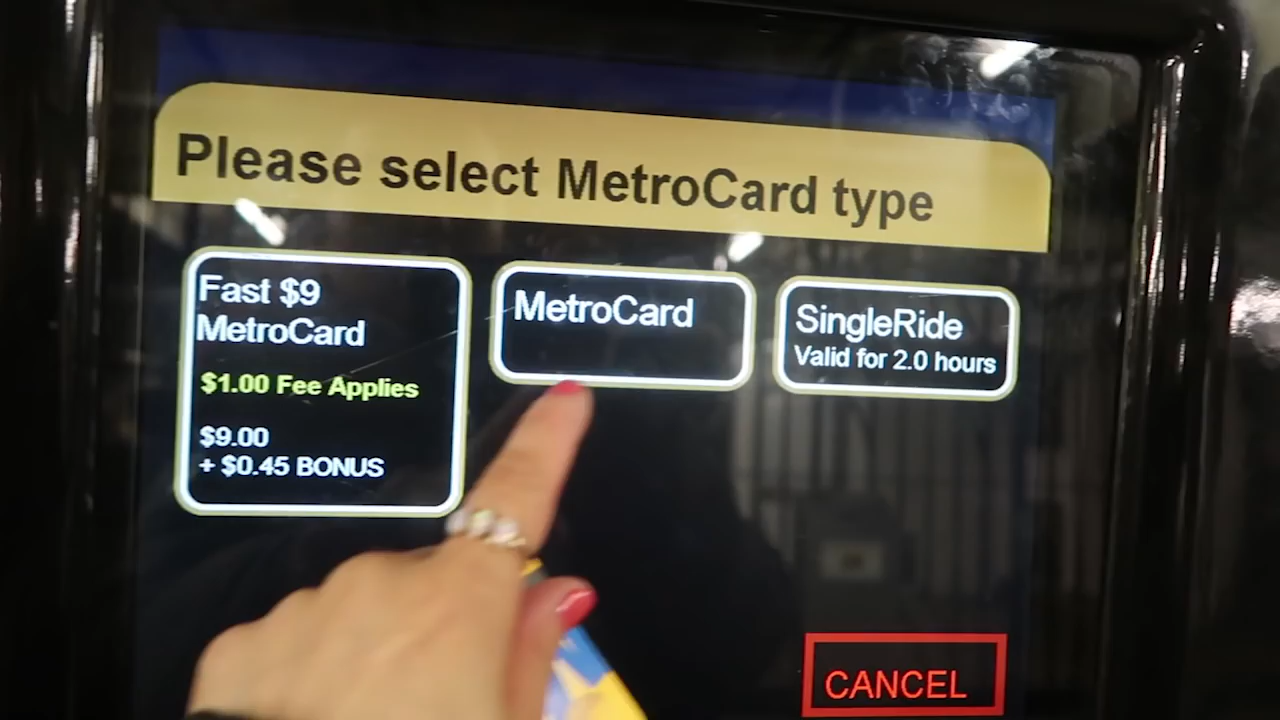 Please select MetroCard type
Fast $9
MetroCard
$1.00 Fee Applies
$9.00
+ $0.45 BONUS
MetroCard
SingleRide
Valid for 2.0 hours
CANCEL